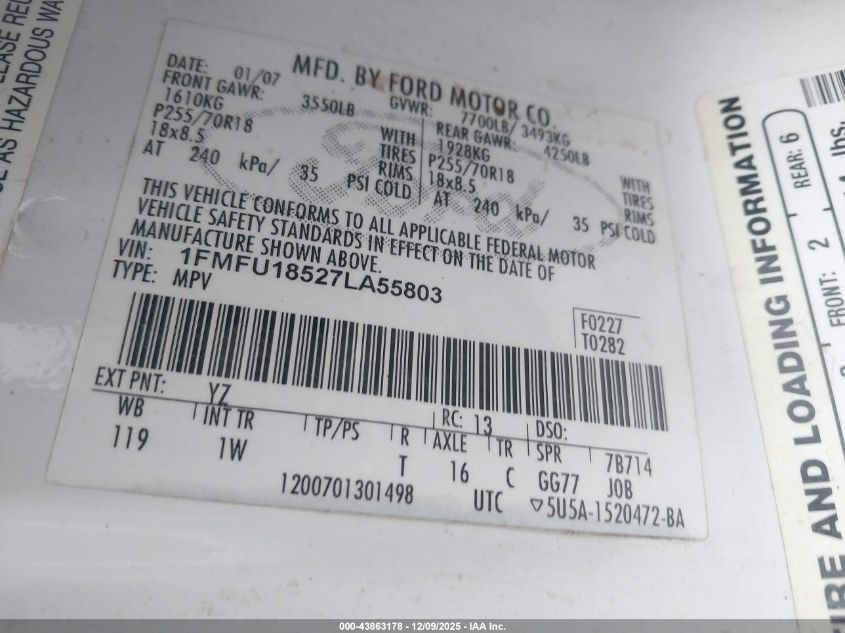 MFD. BY FORD MOTOR CO.
DATE: 01/07
GVWR: 7700LB/ 3493KG
FRONT GAWR: 3550LB
REAR GAWR: 4250LB
1610KG WITH
1928KG WITH
P255/70R18 TIRES
P255/70R18 TIRES
18x8.5 RIMS
18x8.5 RIMS
AT 240 kPa/ 35 PSI COLD
AT 240 kPa/ 35 PSI COLD
Ford
THIS VEHICLE CONFORMS TO ALL APPLICABLE FEDERAL MOTOR
VEHICLE SAFETY STANDARDS IN EFFECT ON THE DATE OF
MANUFACTURE SHOWN ABOVE.
VIN: 1FMFU18527LA55803
TYPE: MPV
F0227
T0282
EXT PNT: YZ RC: 13 DSO:
WB INT TR TP/PS R AXLE TR SPR 7B714
119 1W T 16 C GG77 JOB
1200701301498 UTC ▽5U5A-1520472-BA
AND LOADING INFORMATION
FRONT: 2 REAR: 6
lbs.
AS HAZARDOUS WA
000-43863178 - 12/09/2025 - IAA Inc.